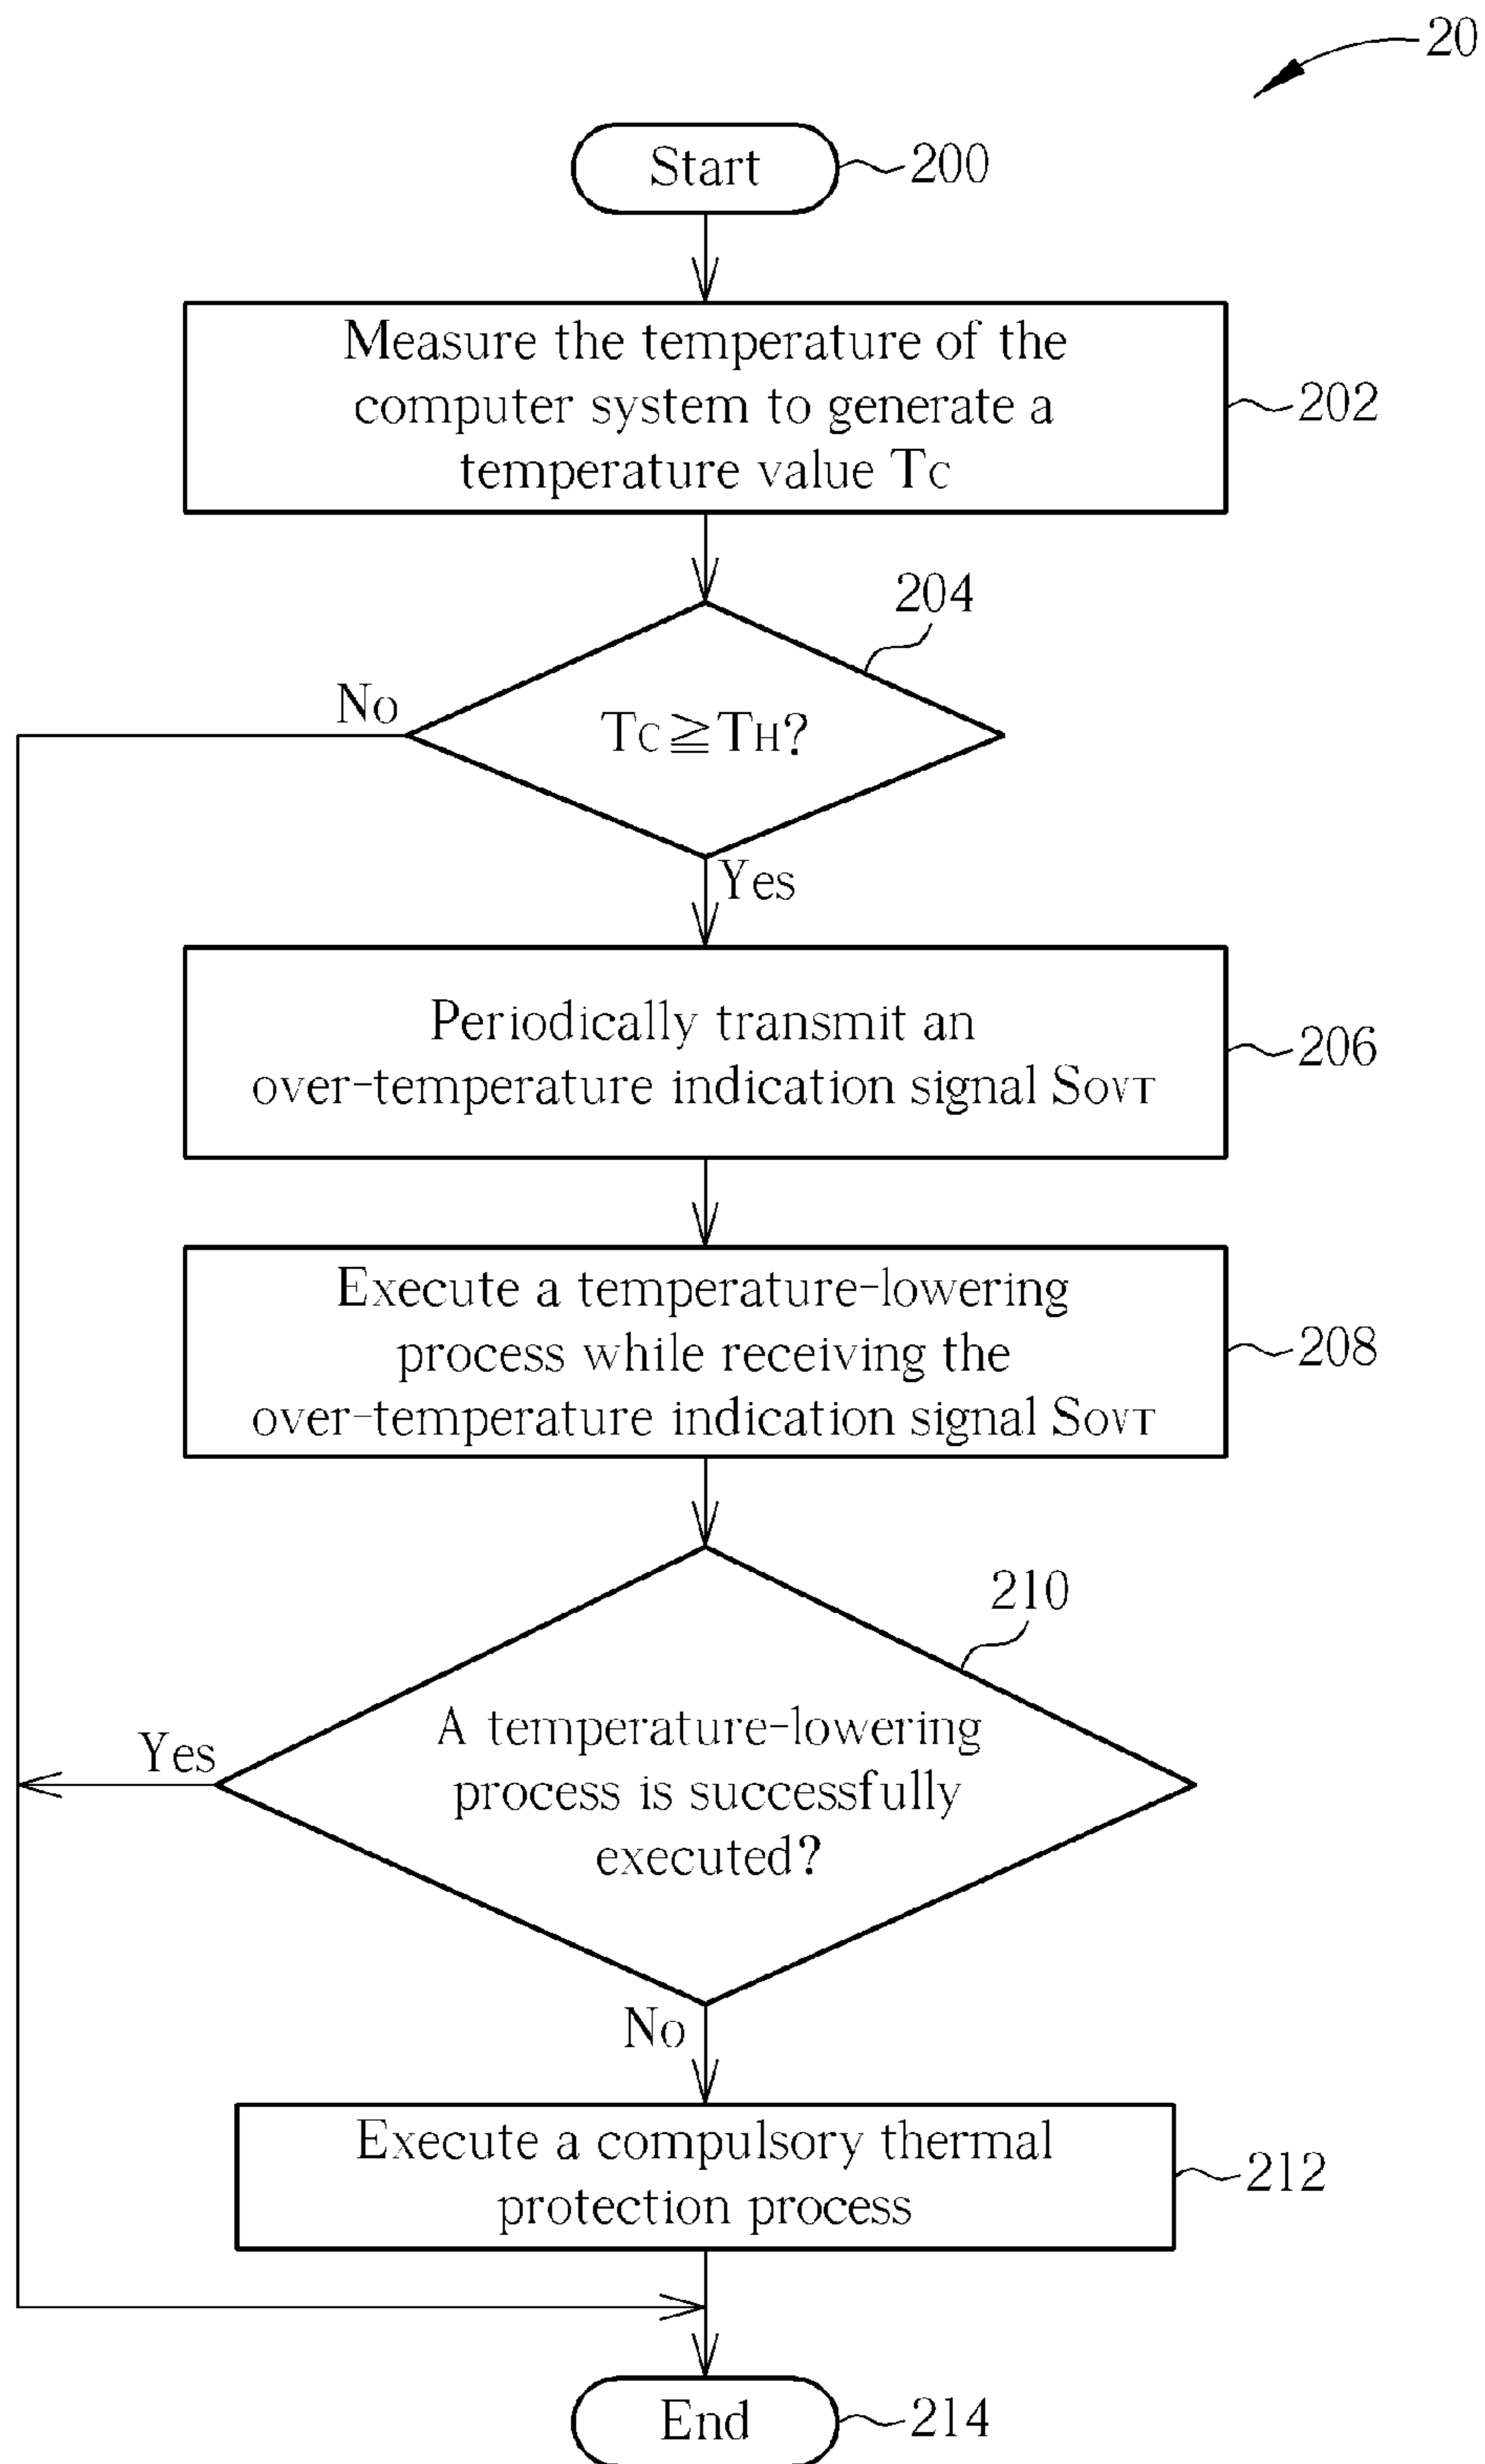 20
Start
200
Measure the temperature of the
computer system to generate a
temperature value TC
202
204
No
TC≧TH?
Yes
Periodically transmit an
over-temperature indication signal SOVT
206
Execute a temperature-lowering
process while receiving the
over-temperature indication signal SOVT
208
210
Yes
A temperature-lowering
process is successfully
executed?
No
Execute a compulsory thermal
protection process
212
End
214